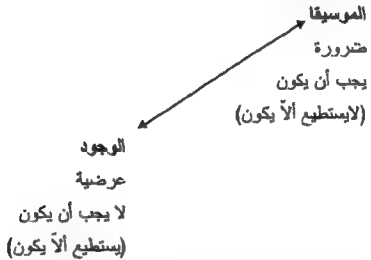 الموسيقا
ضرورة
يجب أن يكون
(لايستطيع ألاّ يكون)
الوجود
عرضية
لا يجب أن يكون
(يستطيع ألاّ يكون)